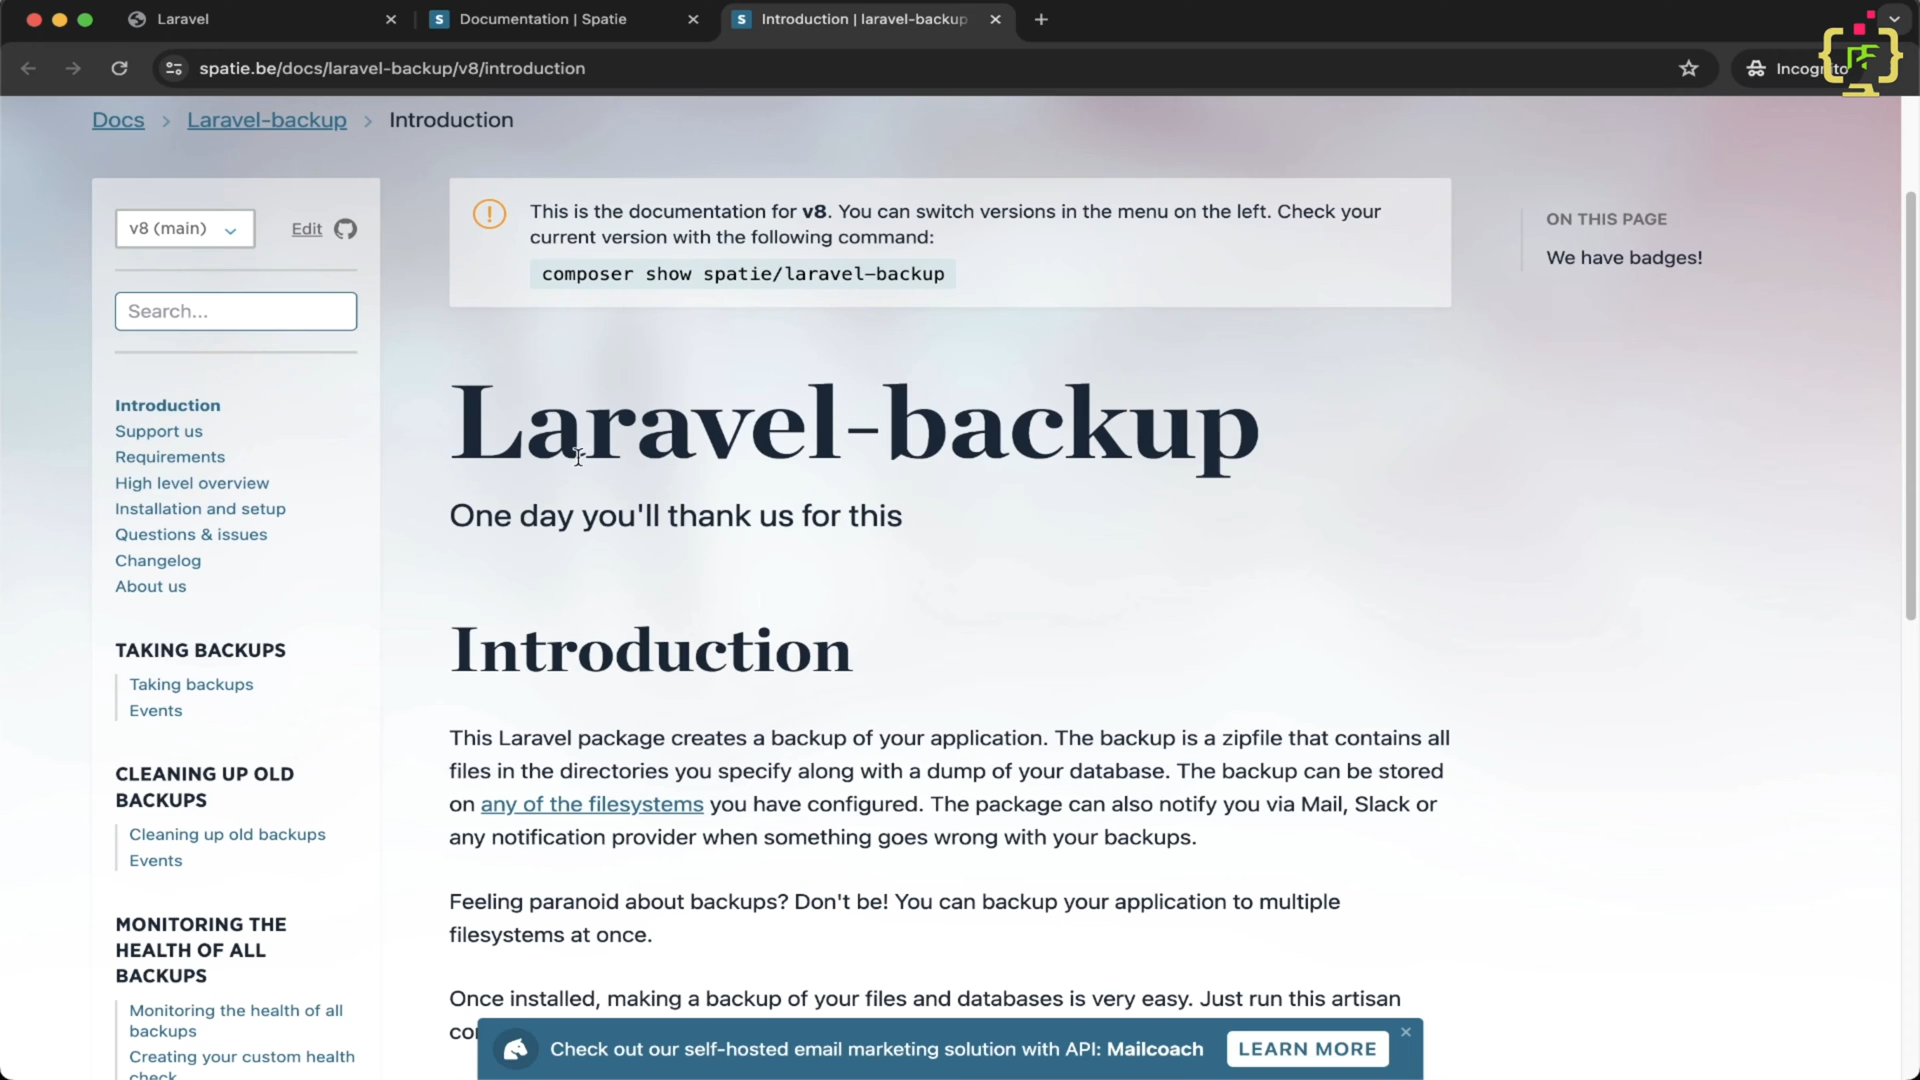 Laravel
Documentation | Spatie
Introduction | laravel-backup
spatie.be/docs/laravel-backup/v8/introduction
Incognito
Docs > Laravel-backup > Introduction
v8 (main)
Edit
Search...
Introduction
Support us
Requirements
High level overview
Installation and setup
Questions & issues
Changelog
About us
TAKING BACKUPS
Taking backups
Events
CLEANING UP OLD
BACKUPS
Cleaning up old backups
Events
MONITORING THE
HEALTH OF ALL
BACKUPS
Monitoring the health of all
backups
Creating your custom health
check
This is the documentation for v8. You can switch versions in the menu on the left. Check your
current version with the following command:
composer show spatie/laravel-backup
Laravel-backup
One day you'll thank us for this
Introduction
This Laravel package creates a backup of your application. The backup is a zipfile that contains all
files in the directories you specify along with a dump of your database. The backup can be stored
on any of the filesystems you have configured. The package can also notify you via Mail, Slack or
any notification provider when something goes wrong with your backups.
Feeling paranoid about backups? Don't be! You can backup your application to multiple
filesystems at once.
Once installed, making a backup of your files and databases is very easy. Just run this artisan
Check out our self-hosted email marketing solution with API: Mailcoach
LEARN MORE
ON THIS PAGE
We have badges!